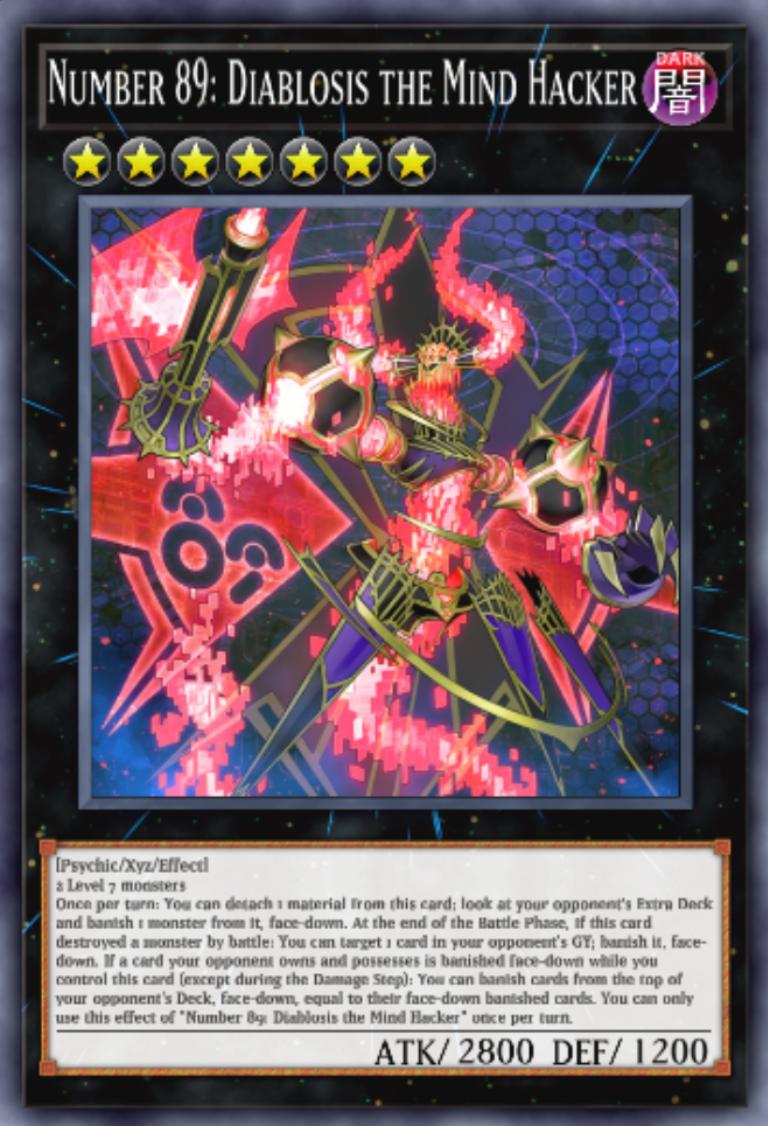 NUMBER 89: DIABLOSIS THE MIND HACKER
DARK
闇
89
[Psychic/Xyz/Effect]
2 Level 7 monsters
Once per turn: You can detach 1 material from this card; look at your opponent's Extra Deck
and banish 1 monster from it, face-down. At the end of the Battle Phase, if this card
destroyed a monster by battle: You can target 1 card in your opponent's GY; banish it, face-
down. If a card your opponent owns and possesses is banished face-down while you
control this card (except during the Damage Step): You can banish cards from the top of
your opponent's Deck, face-down, equal to their face-down banished cards. You can only
use this effect of "Number 89: Diablosis the Mind Hacker" once per turn.
ATK/ 2800 DEF/ 1200